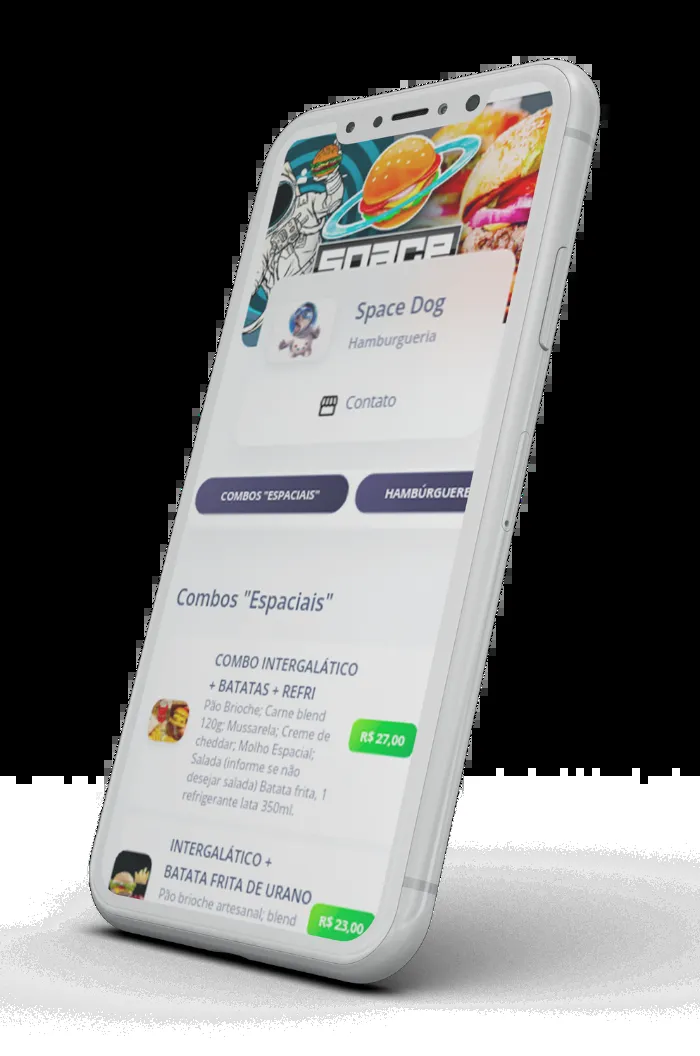 SPACE
Space Dog
Hamburgueria
Contato
COMBOS "ESPACIAIS"
HAMBÚRGUERE
Combos "Espaciais"
COMBO INTERGALÁTICO
+ BATATAS + REFRI
Pão Brioche; Carne blend
120g; Mussarela; Creme de
cheddar; Molho Espacial;
Salada (informe se não
desejar salada) Batata frita, 1
refrigerante lata 350ml.
R$ 27,00
INTERGALÁTICO +
BATATA FRITA DE URANO
Pão brioche artesanal; blend
R$ 23,00